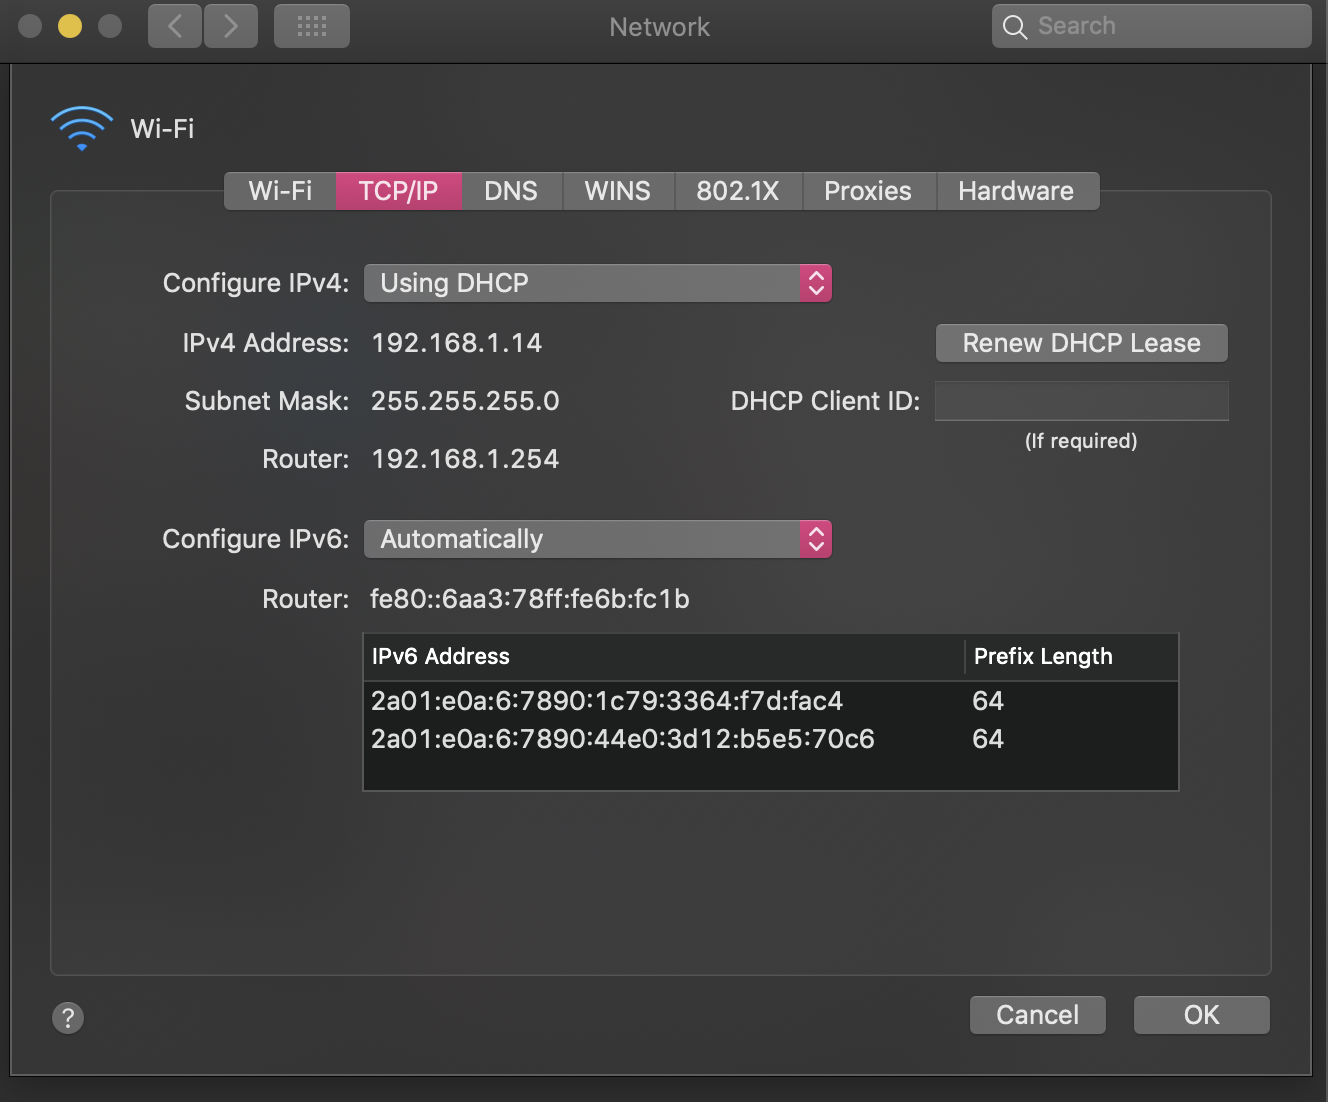 Network
Search
Wi-Fi
Wi-Fi TCP/IP DNS WINS 802.1X Proxies Hardware
Configure IPv4: Using DHCP
IPv4 Address: 192.168.1.14 Renew DHCP Lease
Subnet Mask: 255.255.255.0 DHCP Client ID:
(If required)
Router: 192.168.1.254
Configure IPv6: Automatically
Router: fe80::6aa3:78ff:fe6b:fc1b
IPv6 Address Prefix Length
2a01:e0a:6:7890:1c79:3364:f7d:fac4 64
2a01:e0a:6:7890:44e0:3d12:b5e5:70c6 64
? Cancel OK